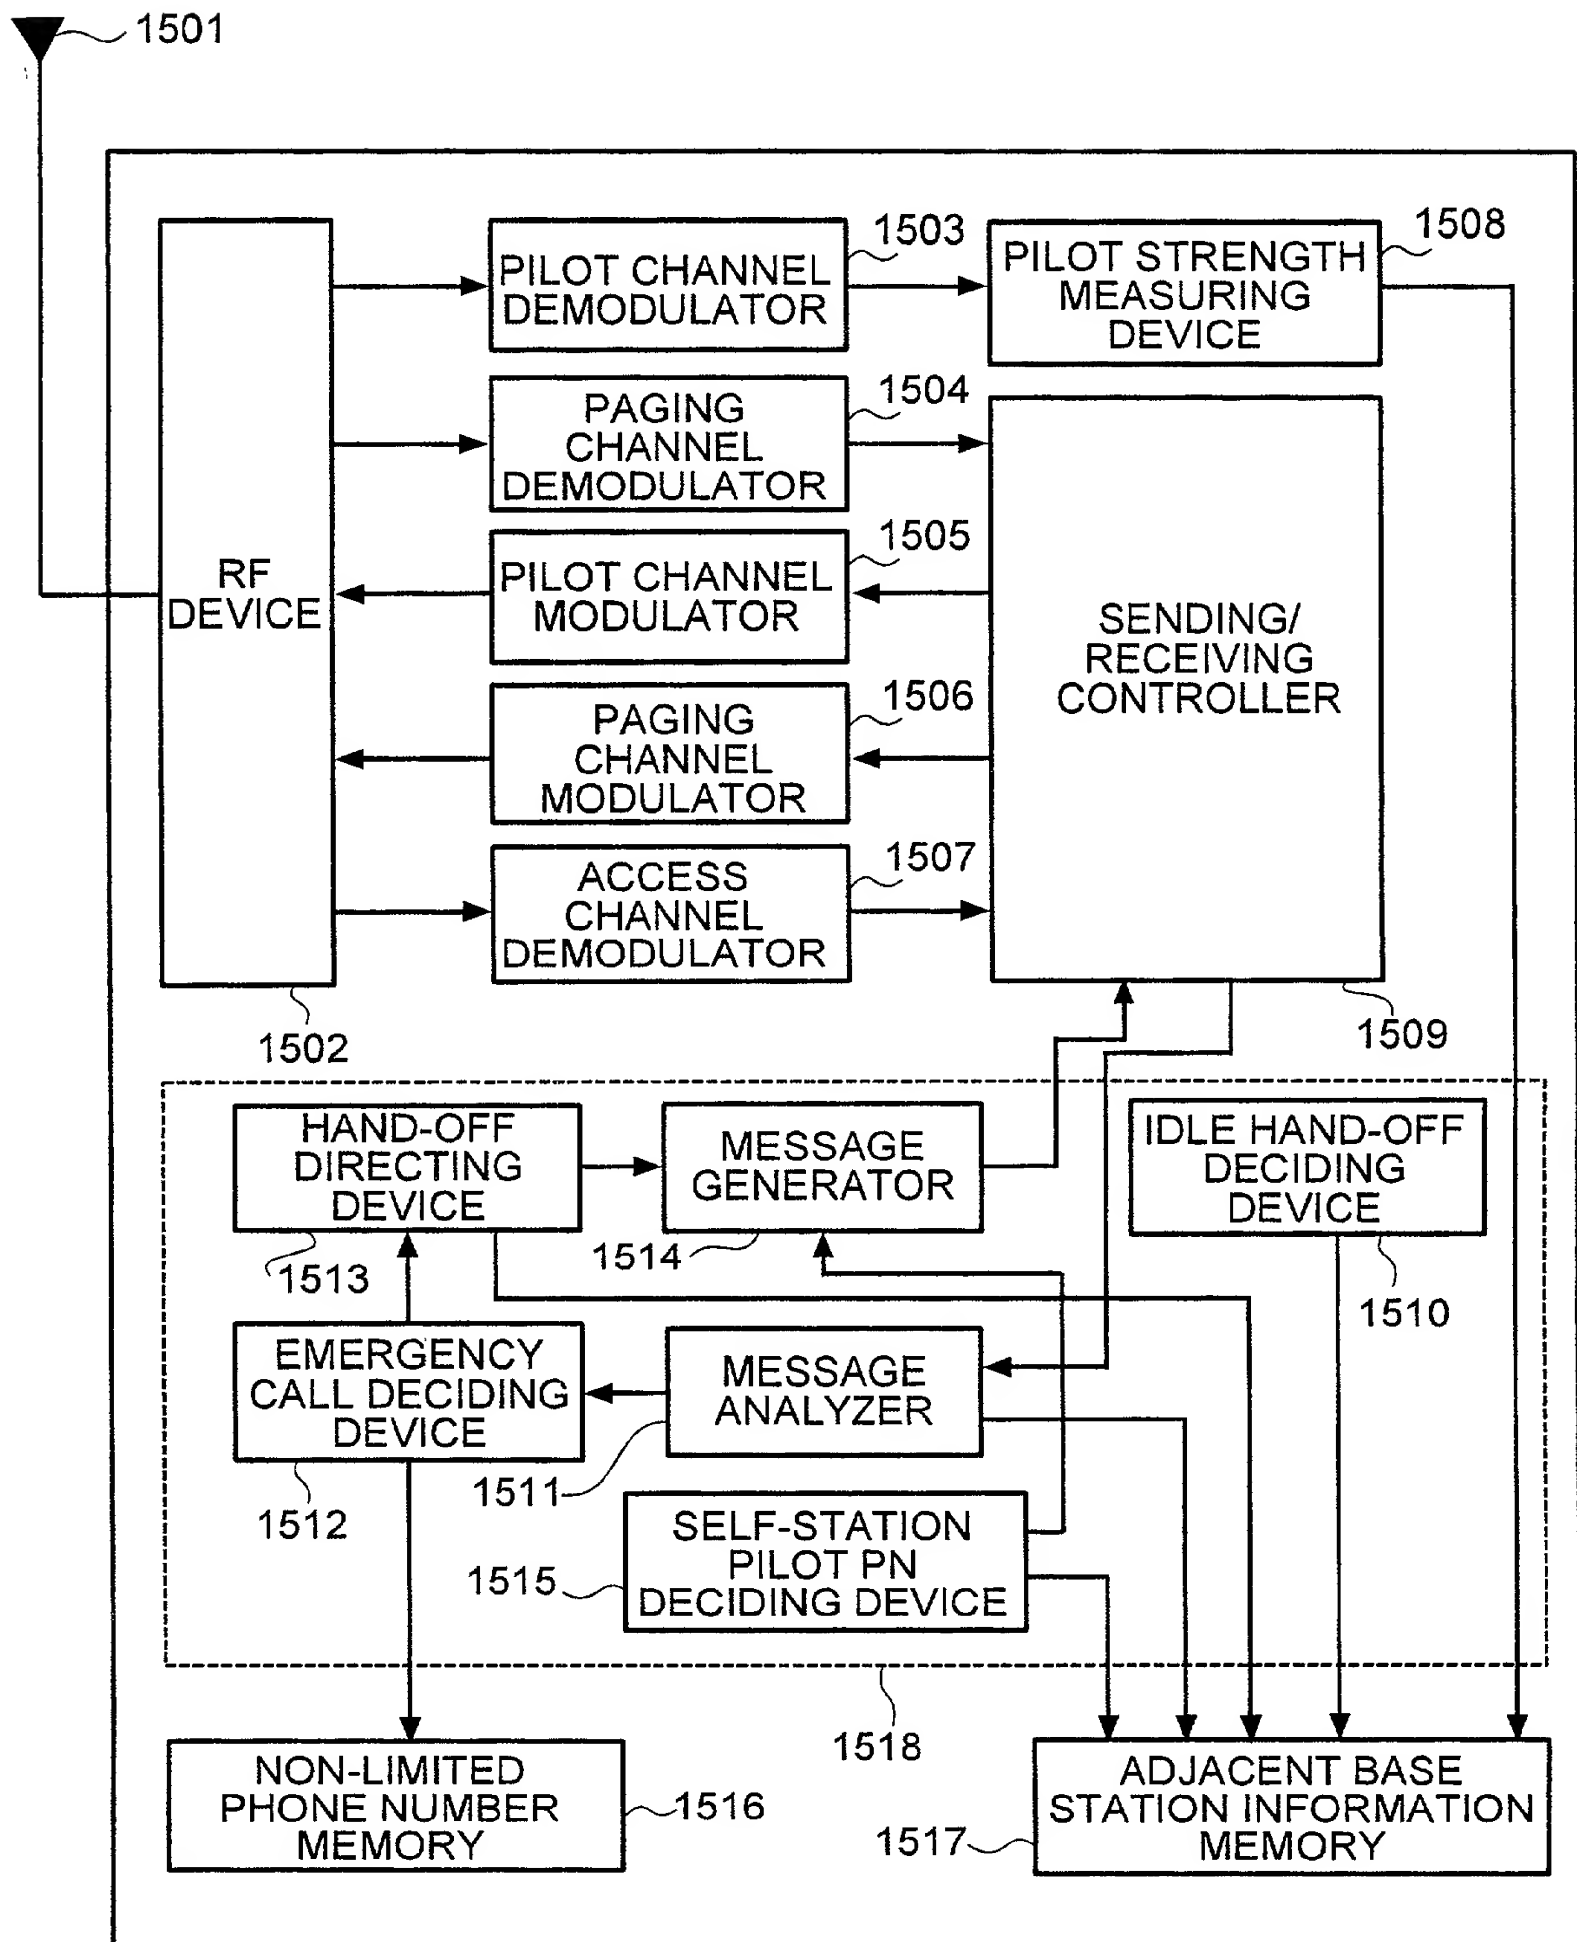 1501
1503
PILOT CHANNEL
DEMODULATOR
1508
PILOT STRENGTH
MEASURING
DEVICE
1504
PAGING
CHANNEL
DEMODULATOR
1505
PILOT CHANNEL
MODULATOR
RF
DEVICE
SENDING/
RECEIVING
CONTROLLER
1506
PAGING
CHANNEL
MODULATOR
1507
ACCESS
CHANNEL
DEMODULATOR
1502
1509
HAND-OFF
DIRECTING
DEVICE
MESSAGE
GENERATOR
IDLE HAND-OFF
DECIDING
DEVICE
1513
1514
1510
EMERGENCY
CALL DECIDING
DEVICE
MESSAGE
ANALYZER
1512
1511
SELF-STATION
PILOT PN
DECIDING DEVICE
1515
1518
NON-LIMITED
PHONE NUMBER
MEMORY
1516
1517
ADJACENT BASE
STATION INFORMATION
MEMORY